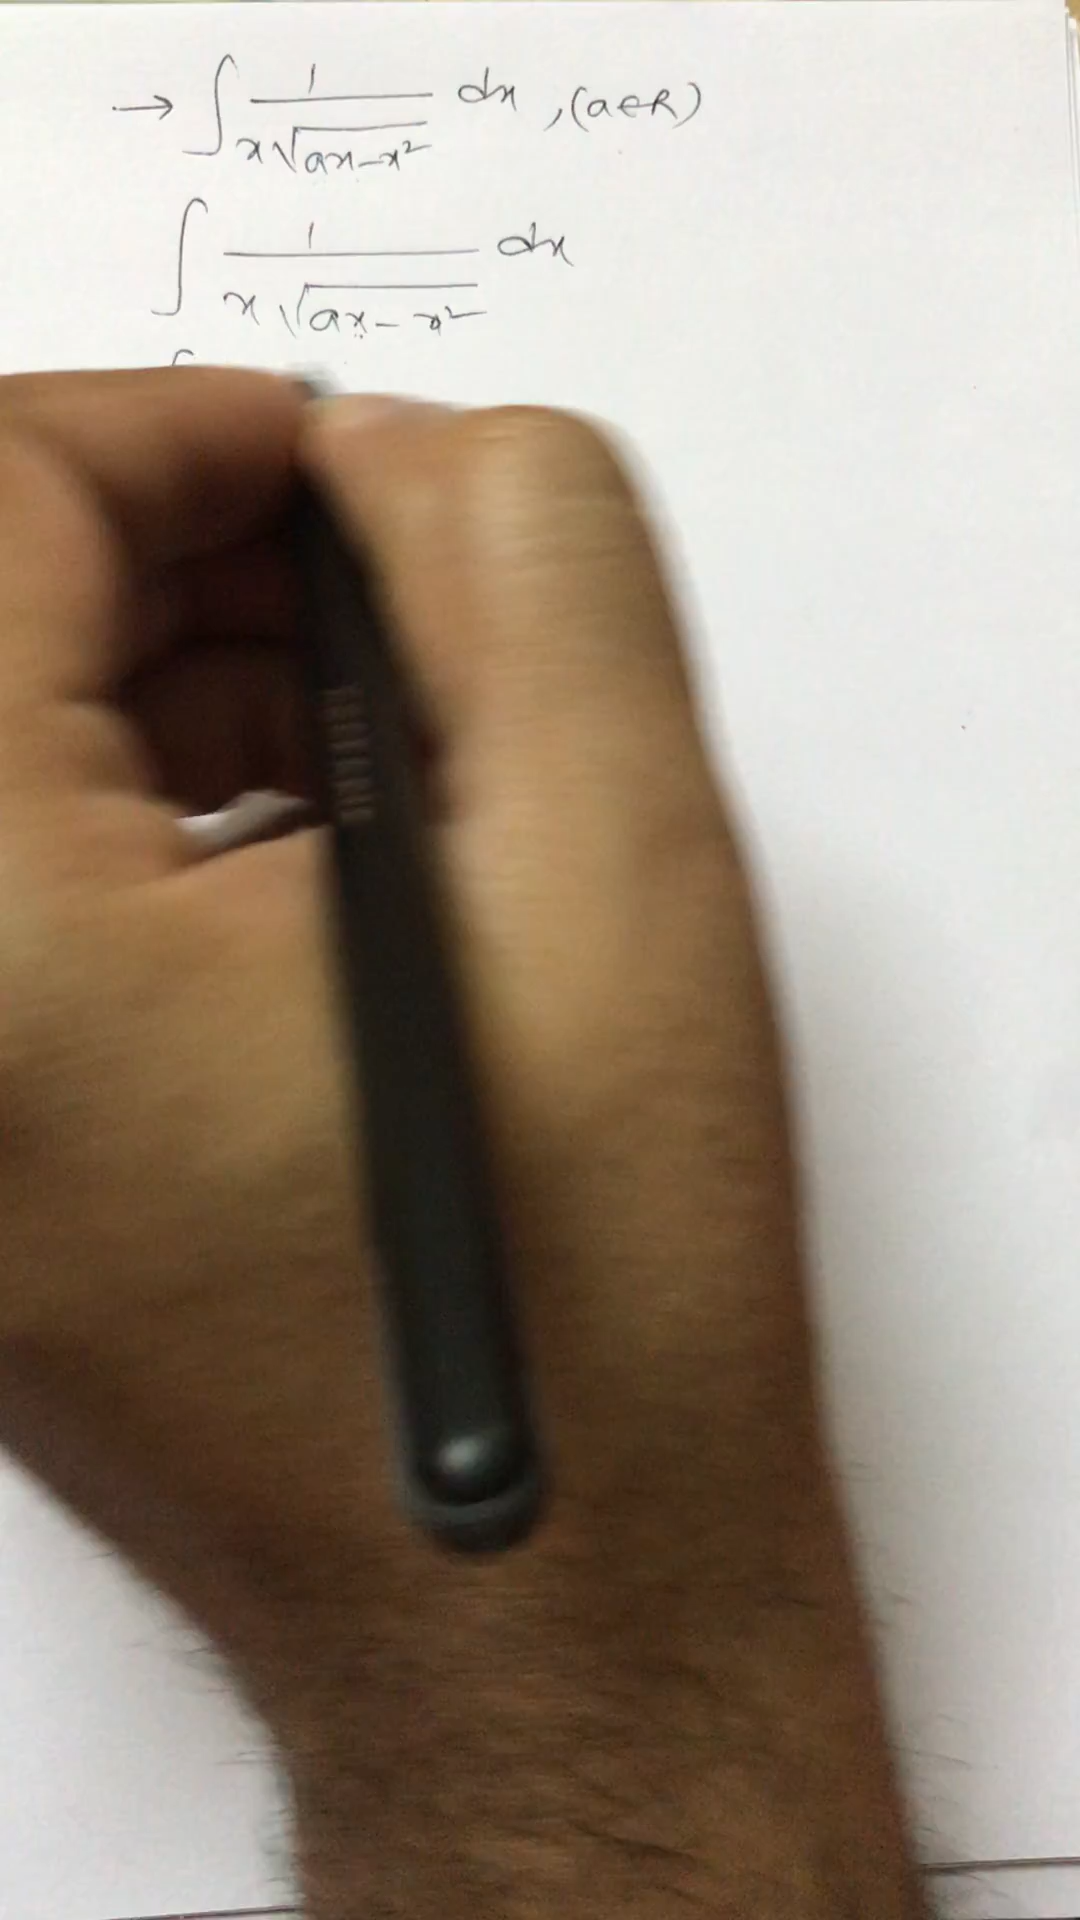 → ∫ 1/(x√(ax-x²)) dx, (a∈R)
∫ 1/(x√(ax-x²)) dx